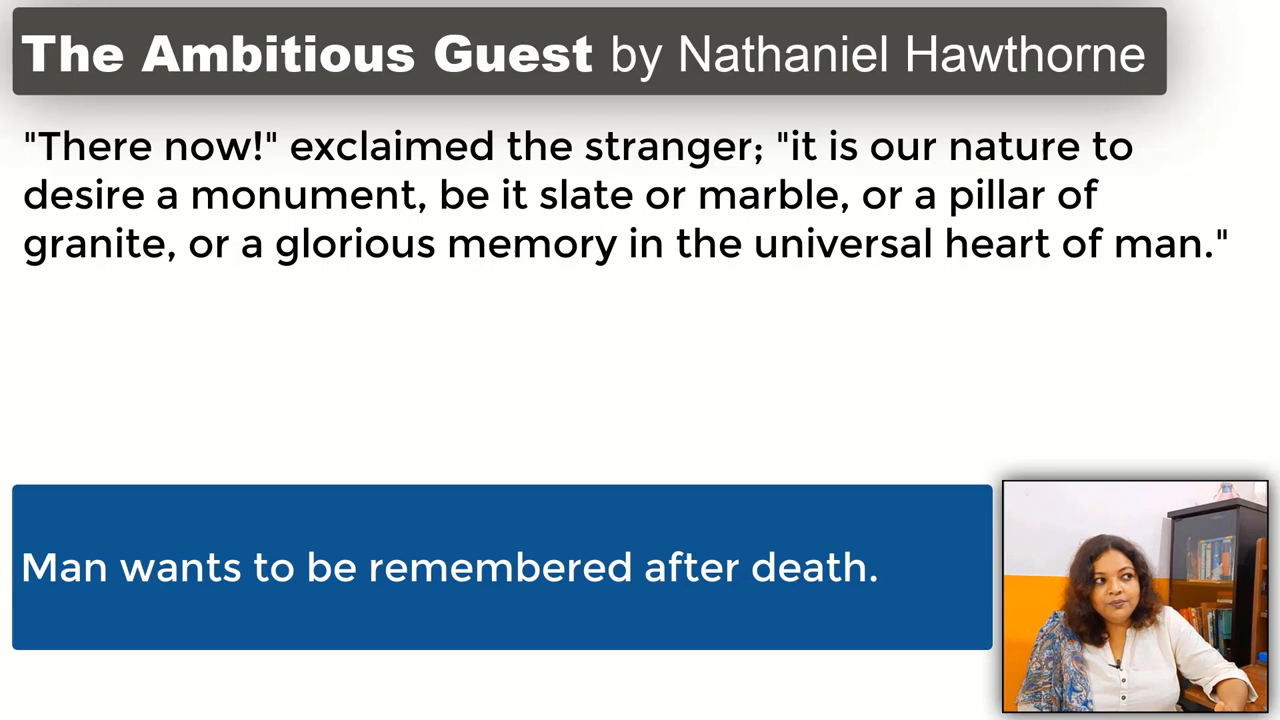 The Ambitious Guest by Nathaniel Hawthorne
"There now!" exclaimed the stranger; "it is our nature to
desire a monument, be it slate or marble, or a pillar of
granite, or a glorious memory in the universal heart of man."
Man wants to be remembered after death.